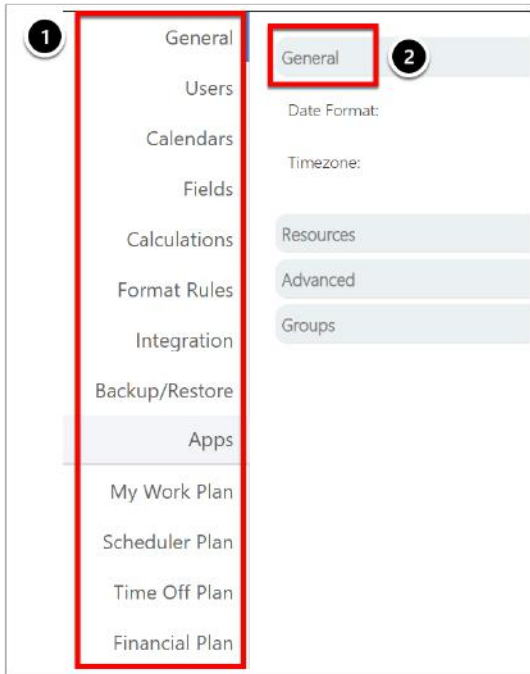 1
General
Users
Calendars
Fields
Calculations
Format Rules
Integration
Backup/Restore
Apps
My Work Plan
Scheduler Plan
Time Off Plan
Financial Plan
General
2
Date Format:
Timezone:
Resources
Advanced
Groups